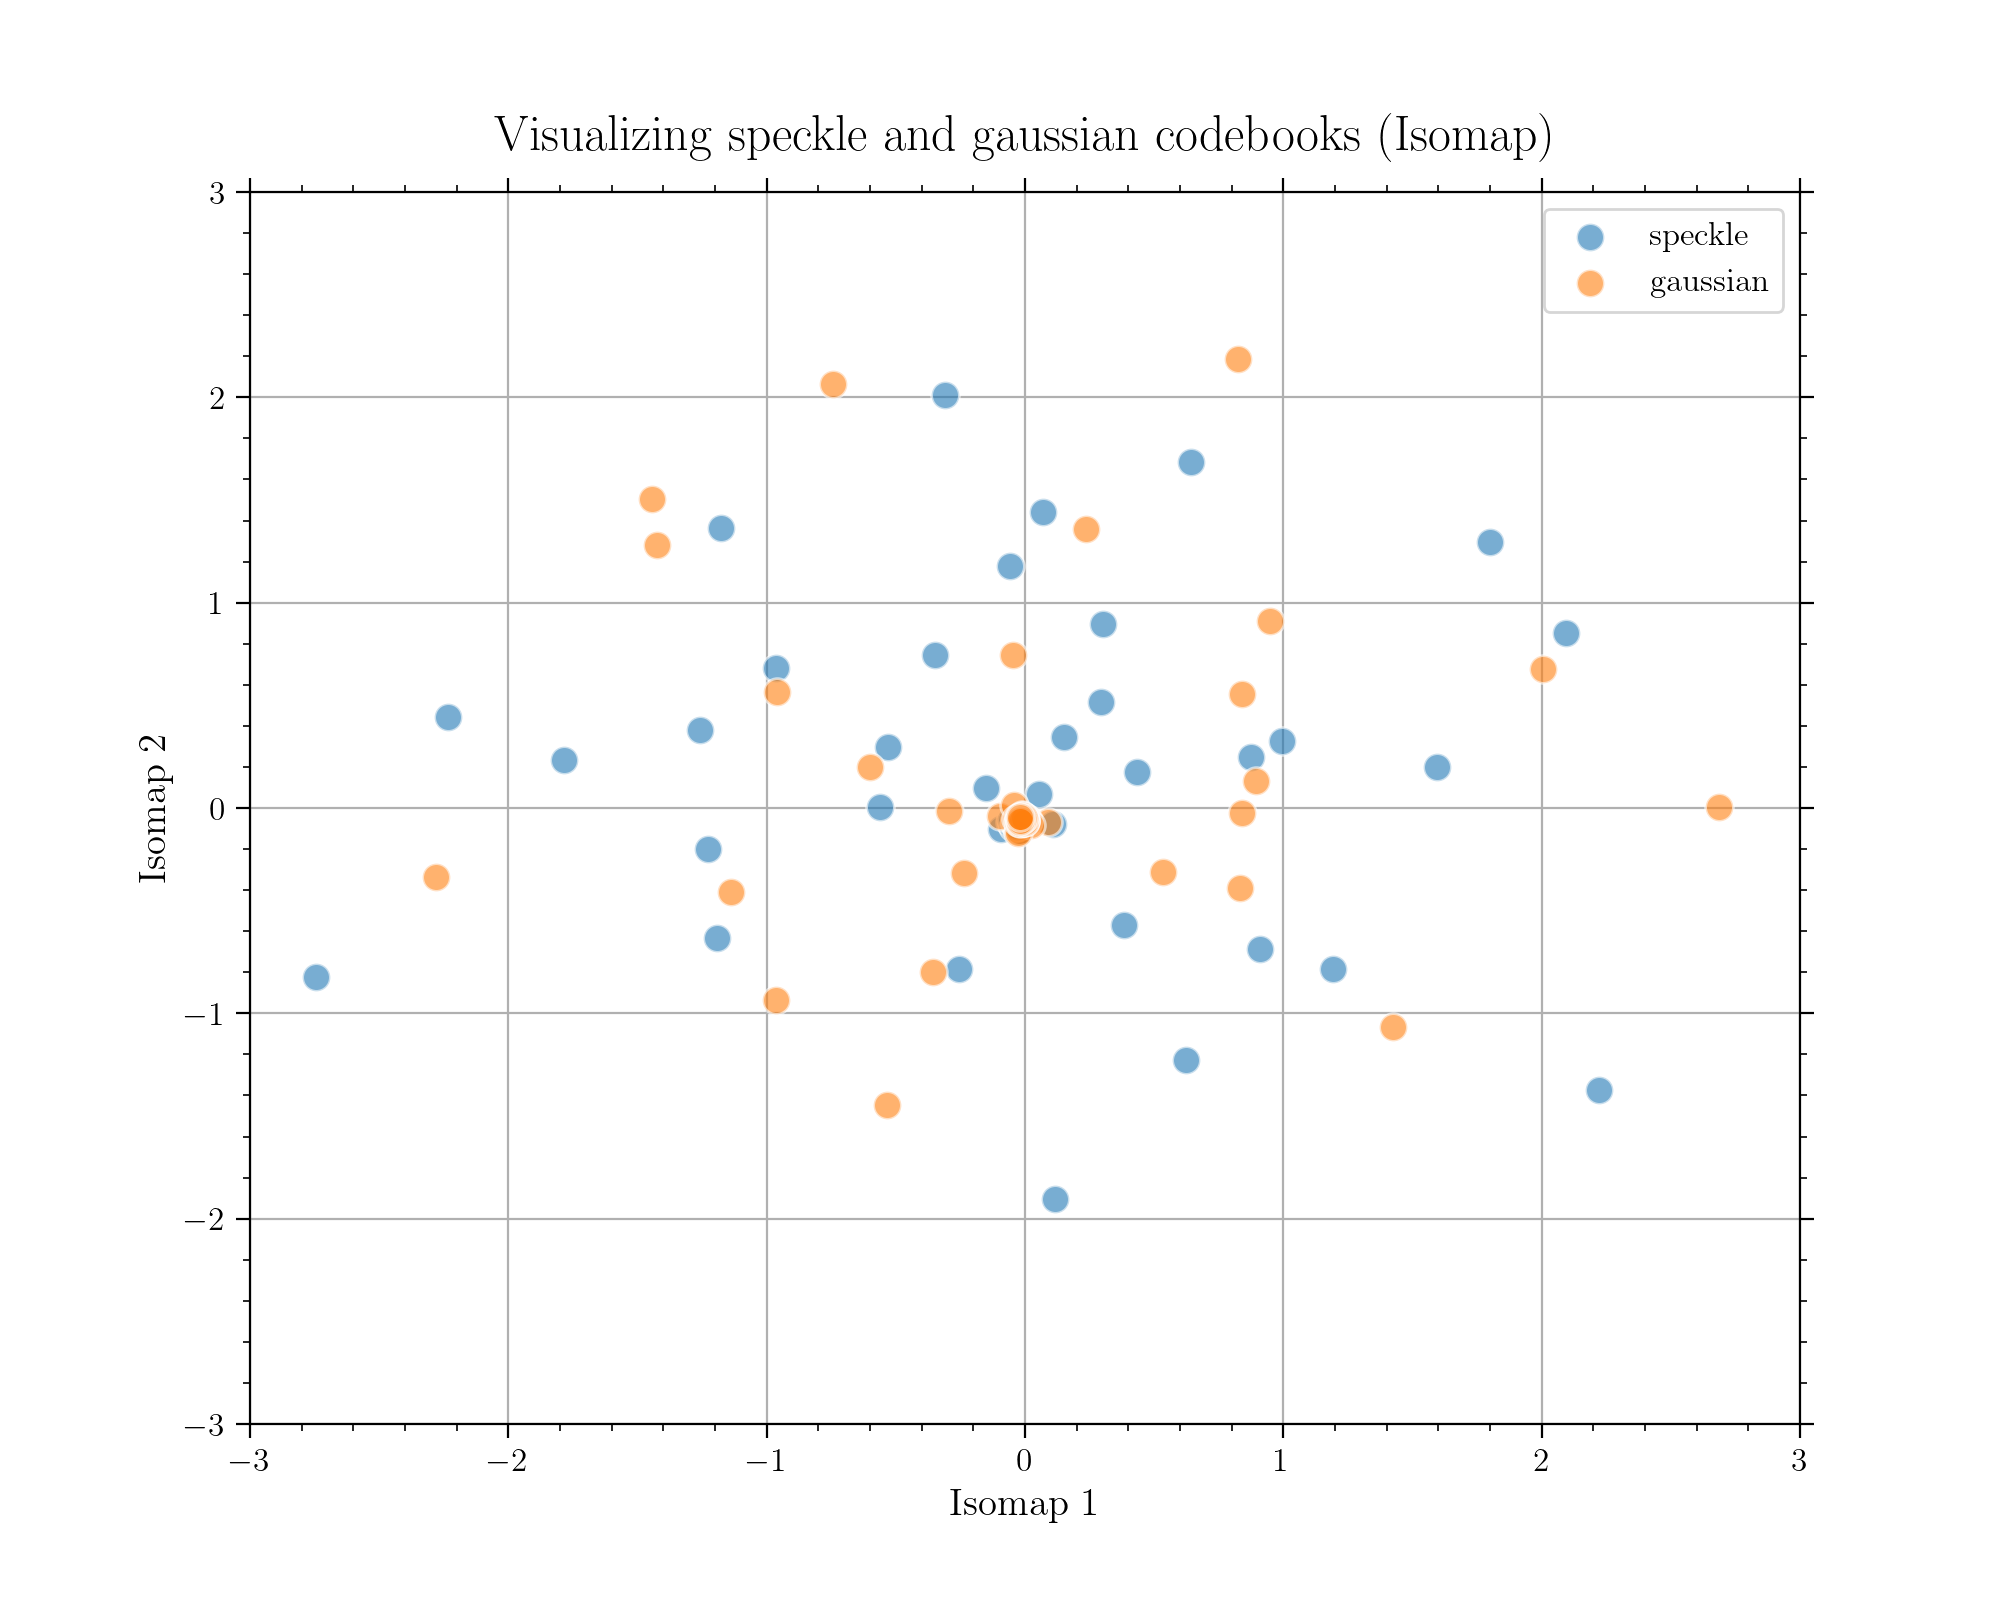 Visualizing speckle and gaussian codebooks (Isomap)
speckle
gaussian
3
2
1
0
−1
−2
−3
Isomap 2
−3 −2 −1 0 1 2 3
Isomap 1